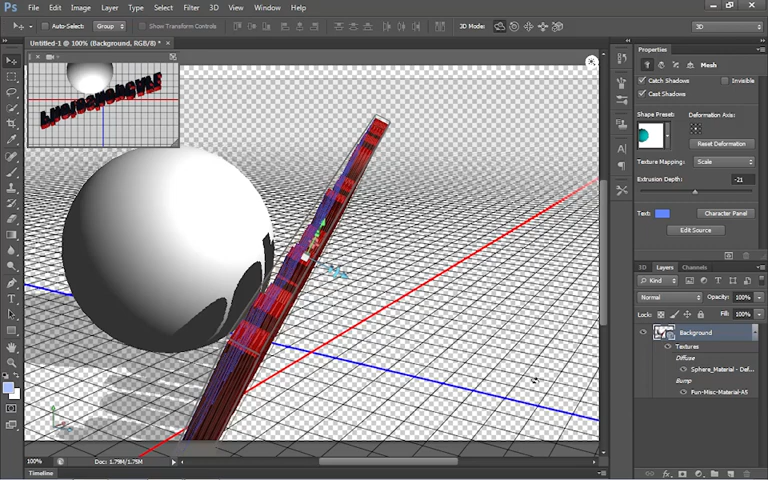 Ps File Edit Image Layer Type Select Filter 3D View Window Help
Auto-Select: Group Show Transform Controls 3D Mode: 3D
Untitled-1 @ 100% (Background, RGB/8) * ×
Properties
Mesh
Catch Shadows Invisible
Cast Shadows
Shape Preset: Deformation Axis:
Reset Deformation
Texture Mapping: Scale
Extrusion Depth: -21
Text: Character Panel
Edit Source
3D Layers Channels
Kind
Normal Opacity: 100%
Lock: Fill: 100%
Background
Textures
Diffuse
Sphere_Material - Def...
Bump
Fun-Misc-Material-A5
100% Doc: 1.79M/1.75M
Timeline